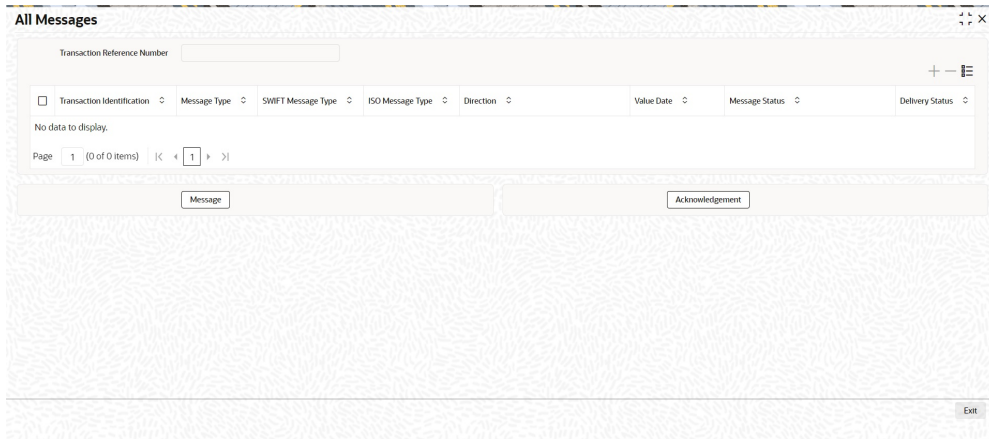 All Messages
Transaction Reference Number
Transaction Identification Message Type SWIFT Message Type ISO Message Type Direction Value Date Message Status Delivery Status
No data to display.
Page 1 (0 of 0 items) 1
Message Acknowledgement
Exit